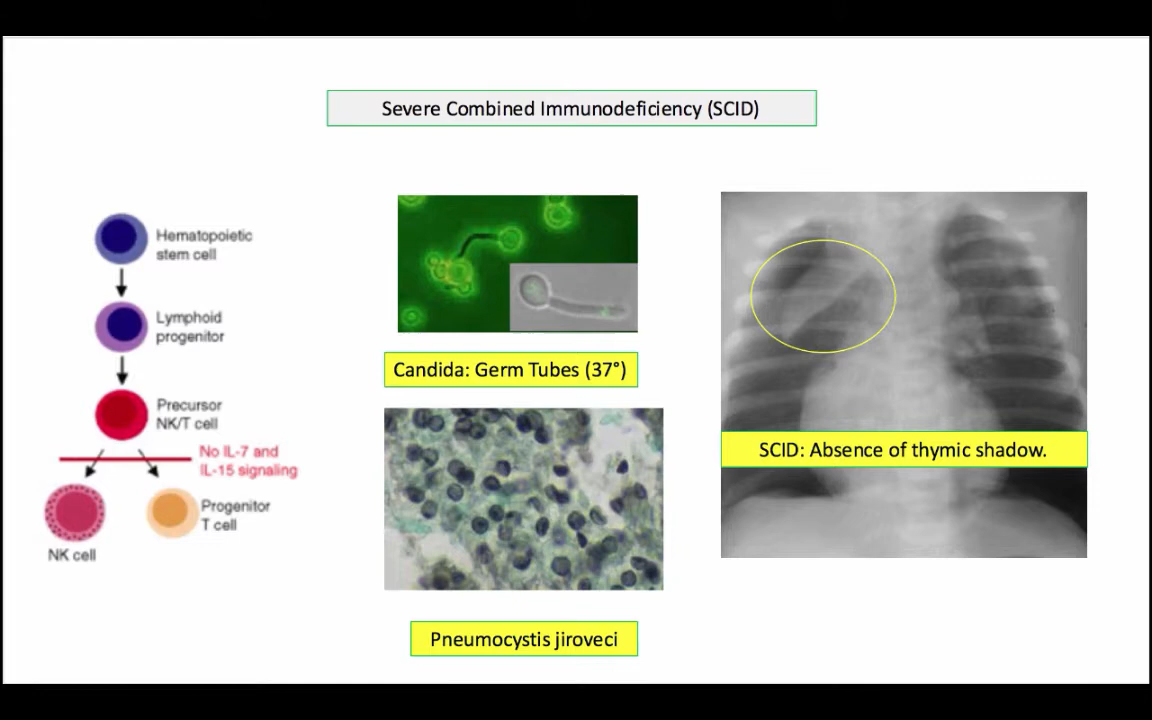 Severe Combined Immunodeficiency (SCID)
Hematopoietic
stem cell
Lymphoid
progenitor
Precursor
NK/T cell
No IL-7 and
IL-15 signaling
Progenitor
T cell
NK cell
Candida: Germ Tubes (37°)
Pneumocystis jiroveci
SCID: Absence of thymic shadow.